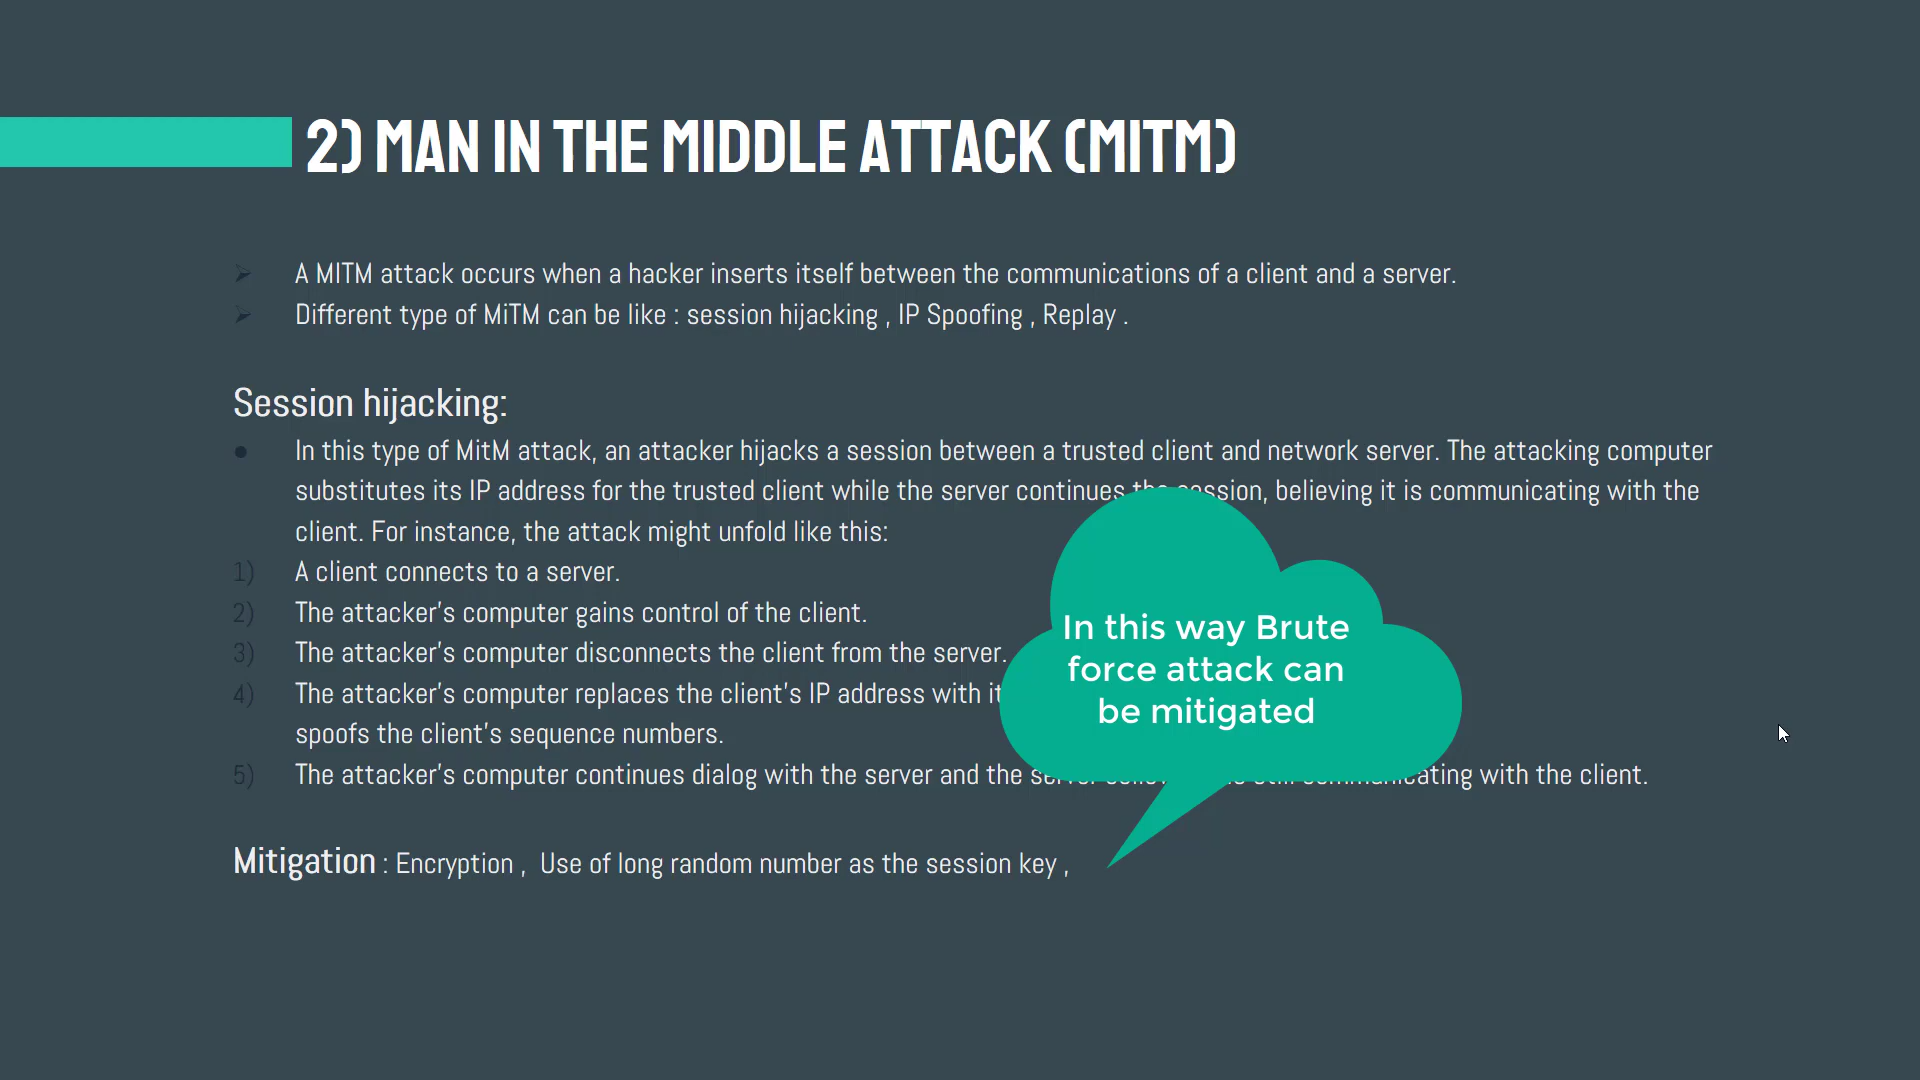 2) MAN IN THE MIDDLE ATTACK (MITM)
➢ A MITM attack occurs when a hacker inserts itself between the communications of a client and a server.
➢ Different type of MiTM can be like : session hijacking , IP Spoofing , Replay .
Session hijacking:
● In this type of MitM attack, an attacker hijacks a session between a trusted client and network server. The attacking computer
substitutes its IP address for the trusted client while the server continues the session, believing it is communicating with the
client. For instance, the attack might unfold like this:
1) A client connects to a server.
2) The attacker's computer gains control of the client.
3) The attacker's computer disconnects the client from the server.
4) The attacker's computer replaces the client's IP address with
spoofs the client's sequence numbers.
5) The attacker's computer continues dialog with the server and the server still communicating with the client.
In this way Brute
force attack can
be mitigated
Mitigation : Encryption , Use of long random number as the session key ,